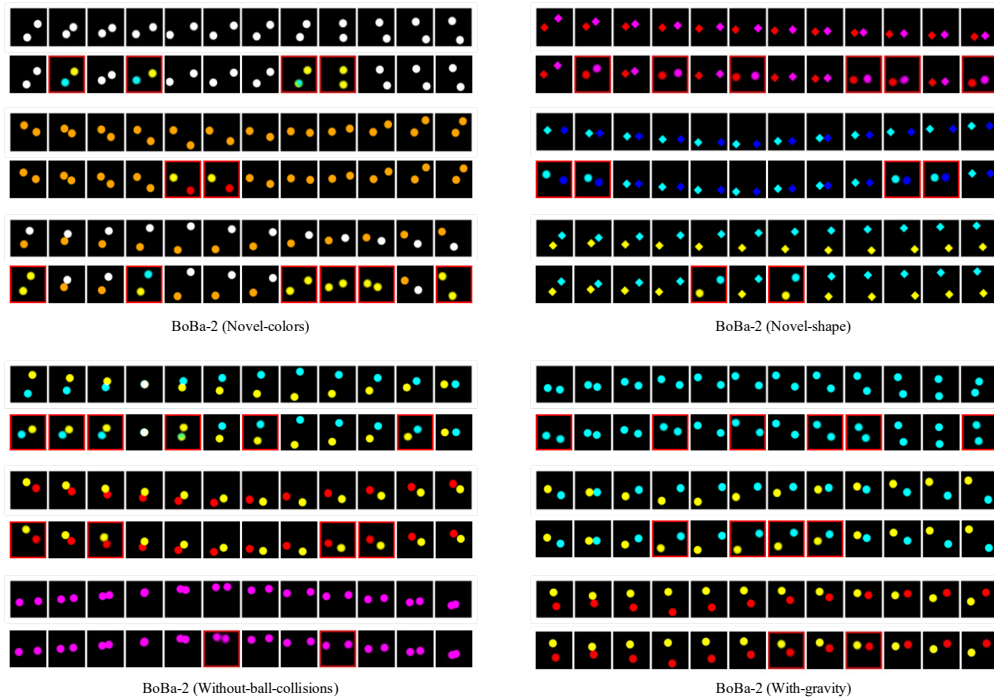 BoBa-2 (Novel-colors)
BoBa-2 (Novel-shape)
BoBa-2 (Without-ball-collisions)
BoBa-2 (With-gravity)